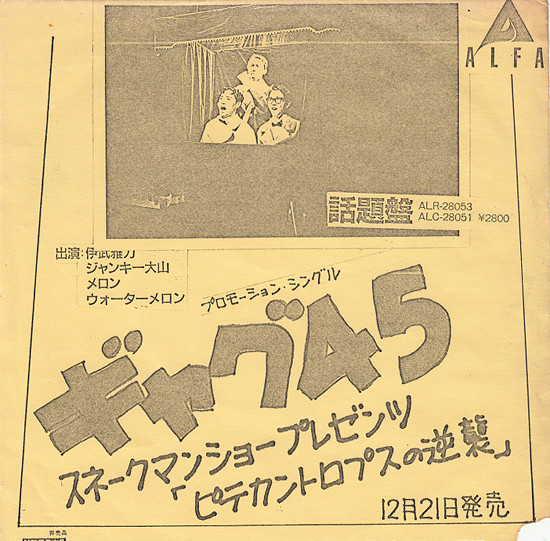 ALFA
話題盤
ALR-28053
ALC-28051 ¥2800
出演:伊武雅刀
ジャンキー大山
メロン
ウォーターメロン
プロモーション・シングル
ギャグ45
スネークマンショープレゼンツ
「ピテカントロプスの逆襲」
12月21日発売
非売品